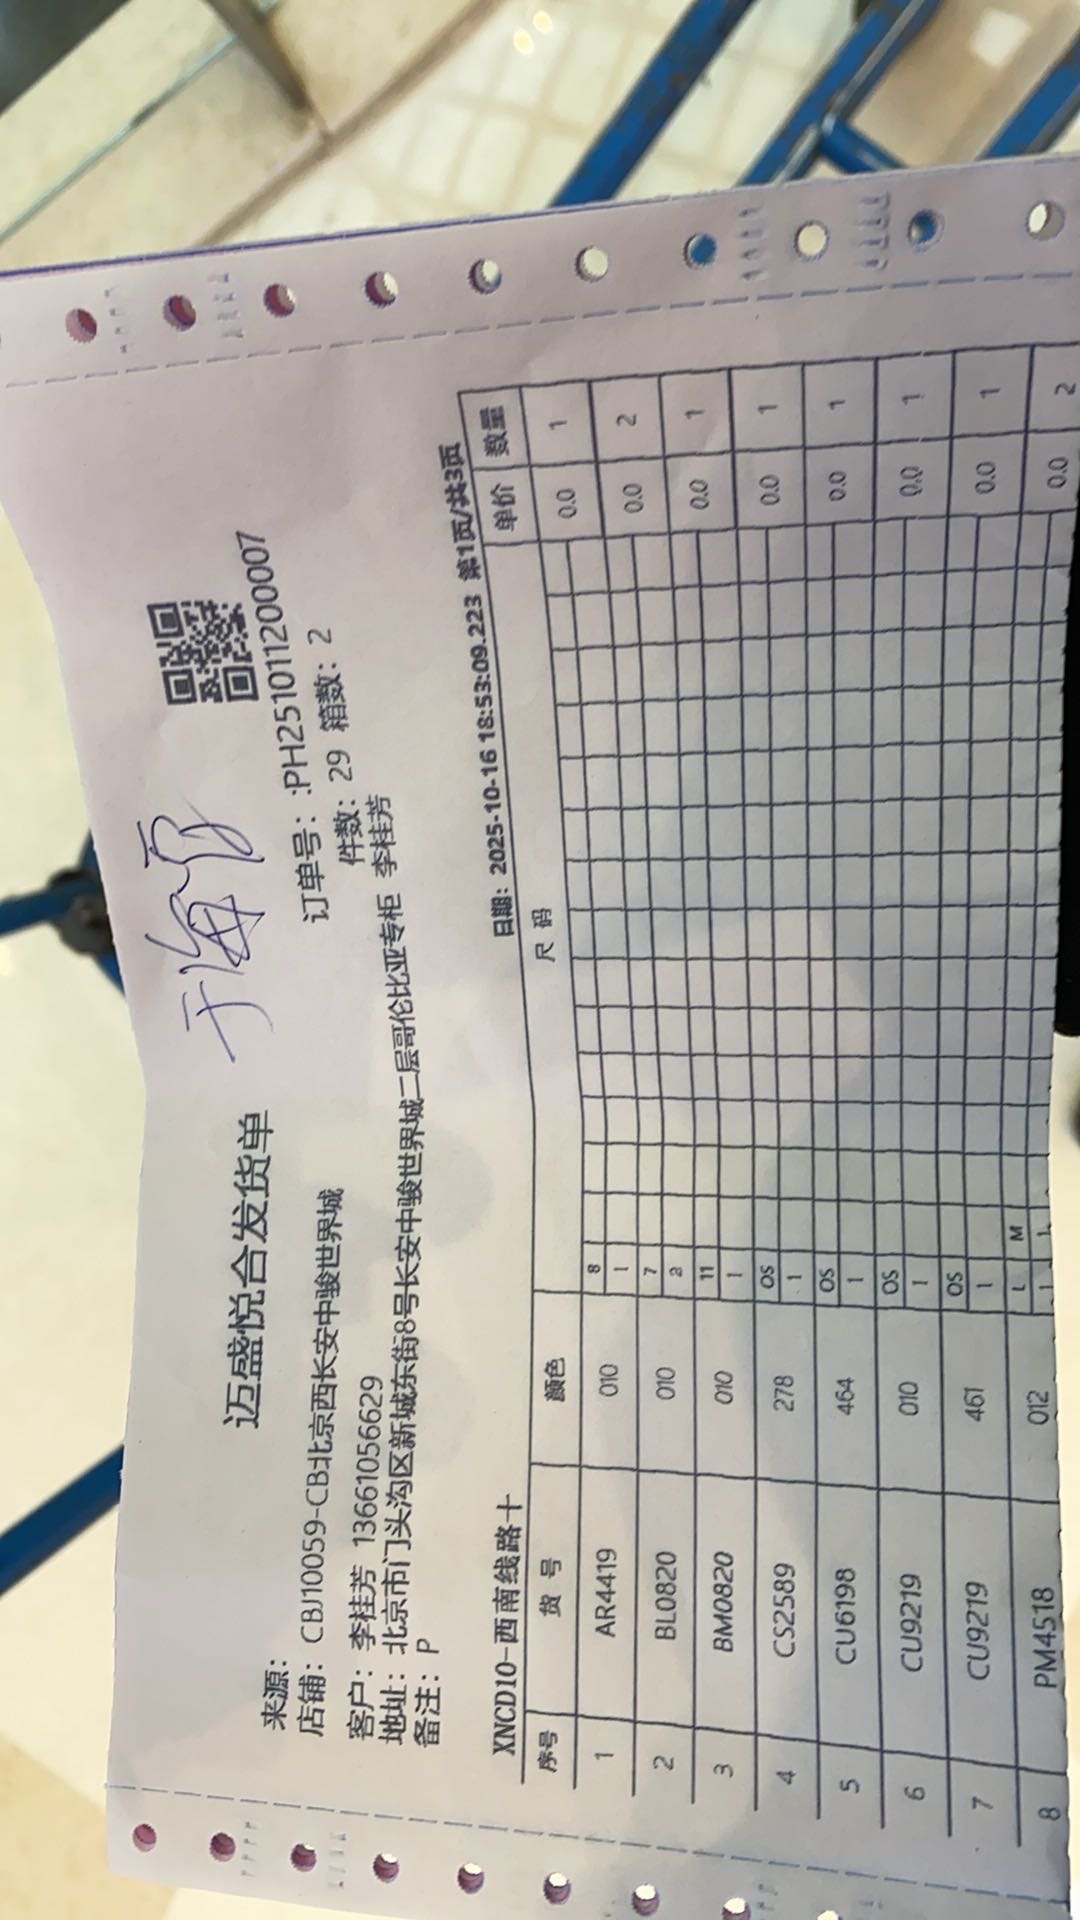 迈盛悦合发货单
于海
来源：
订单号：:PH251011200007
店铺：CBJ10059-CB北京西长安中骏世界城
件数：29 箱数：2
客户：李桂芳 13661056629
地址：北京市门头沟区新城东街8号长安中骏世界城二层哥伦比亚专柜 李桂芳
备注：P
XNCD10-西南线路十 日期：2025-10-16 18:53:09.223 第1页/共3页
序号 货号 颜色 尺码 单价 数量
8
1 AR4419 010 1 0.0 1
7
2 BL0820 010 2 0.0 2
11
3 BM0820 010 1 0.0 1
OS
4 CS2589 278 1 0.0 1
OS
5 CU6198 464 1 0.0 1
OS
6 CU9219 010 1 0.0 1
OS
7 CU9219 461 1 0.0 1
L M
8 PM4518 012 1 1 0.0 2